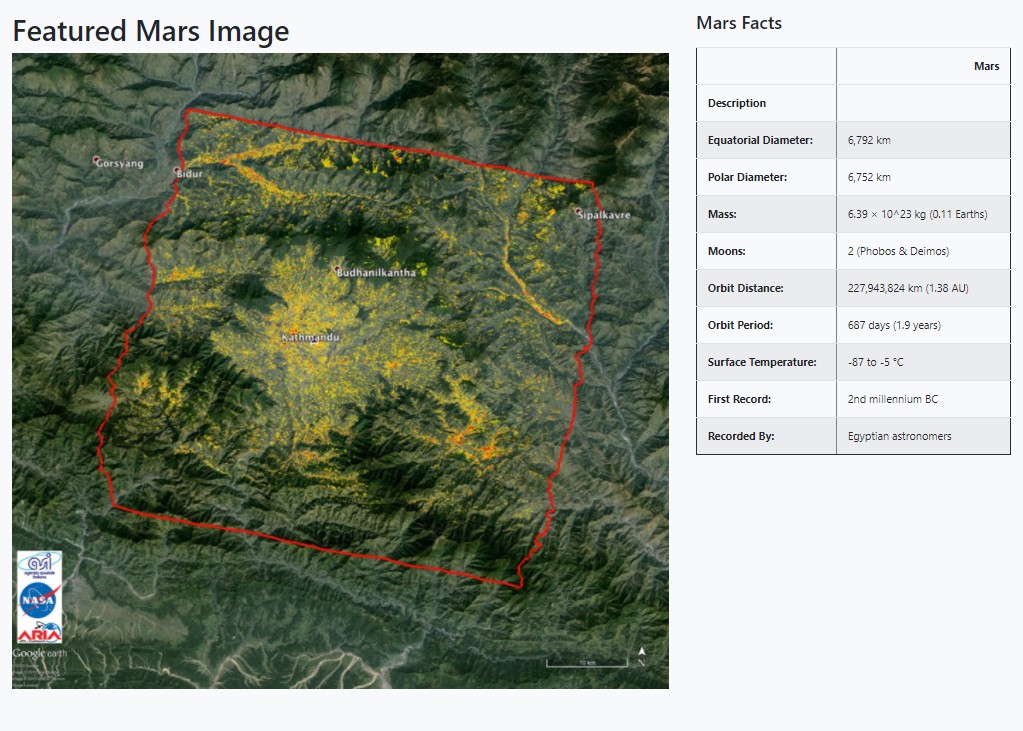 Featured Mars Image
Gorsyang
Bidur
Sipalkavre
Budhanilkantha
Kathmandu
asi
NASA
ARIA
Google earth
10 km
N
Mars Facts
Mars
Description
Equatorial Diameter: 6,792 km
Polar Diameter: 6,752 km
Mass: 6.39 × 10^23 kg (0.11 Earths)
Moons: 2 (Phobos & Deimos)
Orbit Distance: 227,943,824 km (1.38 AU)
Orbit Period: 687 days (1.9 years)
Surface Temperature: -87 to -5 °C
First Record: 2nd millennium BC
Recorded By: Egyptian astronomers